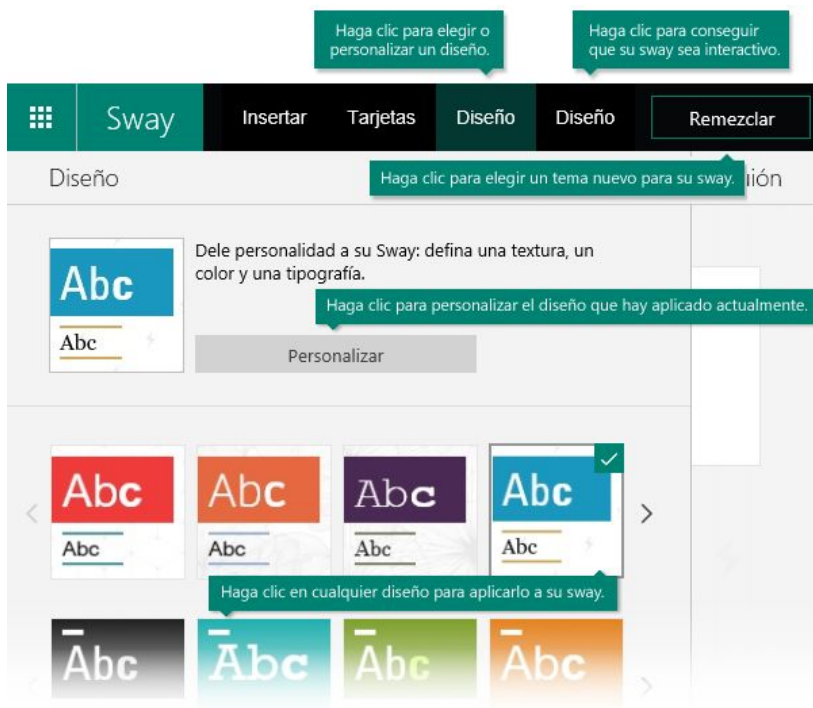 Haga clic para elegir o
personalizar un diseño.
Haga clic para conseguir
que su sway sea interactivo.
Sway
Insertar
Tarjetas
Diseño
Diseño
Remezclar
Diseño
Haga clic para elegir un tema nuevo para su sway.
ión
Dele personalidad a su Sway: defina una textura, un
color y una tipografía.
Haga clic para personalizar el diseño que hay aplicado actualmente.
Personalizar
Abc
Abc
Abc
Abc
Abc
Abc
Abc
Abc
Abc
Abc
Haga clic en cualquier diseño para aplicarlo a su sway.
Abc
Abc
Abc
Abc